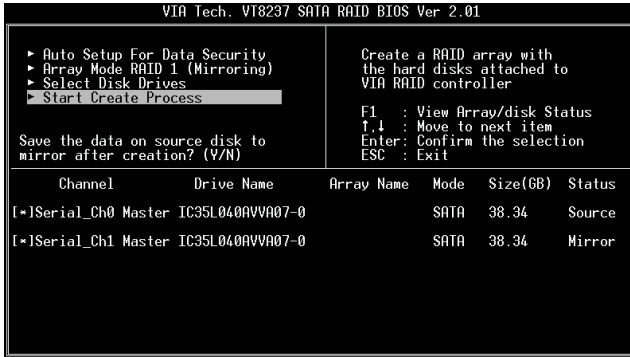 VIA Tech. VT8237 SATA RAID BIOS Ver 2.01
► Auto Setup For Data Security
► Array Mode RAID 1 (Mirroring)
► Select Disk Drives
► Start Create Process
Save the data on source disk to
mirror after creation? (Y/N)
Create a RAID array with
the hard disks attached to
VIA RAID controller
F1 : View Array/disk Status
↑,↓ : Move to next item
Enter: Confirm the selection
ESC : Exit
Channel Drive Name Array Name Mode Size(GB) Status
[*]Serial_Ch0 Master IC35L040AVVA07-0 SATA 38.34 Source
[*]Serial_Ch1 Master IC35L040AVVA07-0 SATA 38.34 Mirror